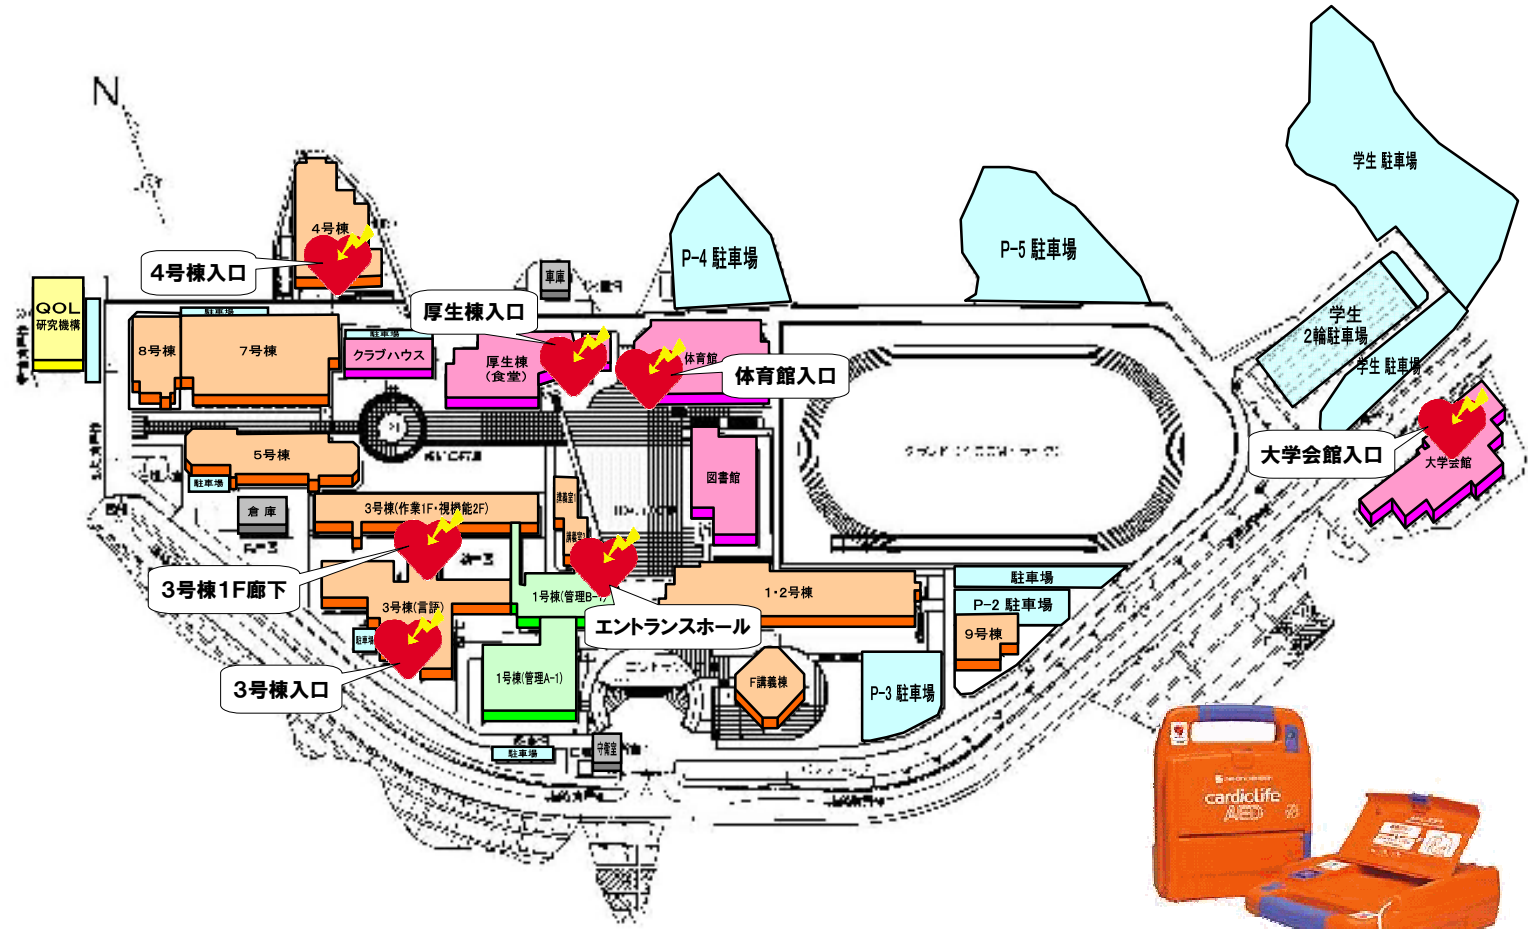 N
学生 駐車場
4号棟
4号棟入口
P-4 駐車場
P-5 駐車場
車庫
QOL
研究機構
駐車場
8号棟
7号棟
駐車場
クラブハウス
厚生棟入口
厚生棟
(食堂)
体育館
体育館入口
学生
2輪駐車場
学生 駐車場
大学会館入口
大学会館
5号棟
駐車場
倉庫
3号棟(作業1F・視機能2F)
図書館
3号棟1F廊下
3号棟(言語)
1号棟(管理B-1)
エントランスホール
1・2号棟
駐車場
P-2 駐車場
9号棟
駐車場
3号棟入口
1号棟(管理A-1)
F講義棟
P-3 駐車場
守衛室
駐車場
cardiolife
AED